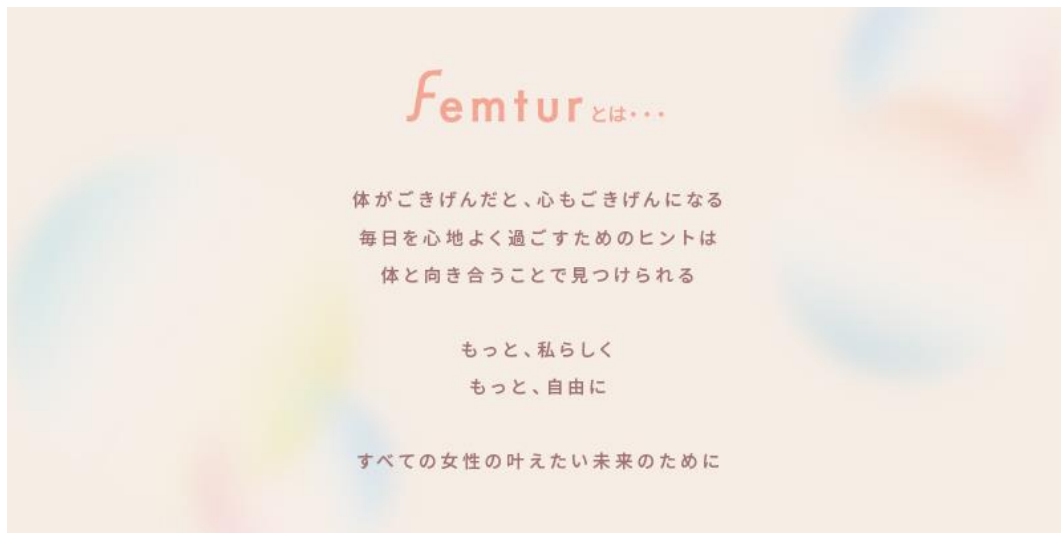 Femturとは・・・
体がごきげんだと、心もごきげんになる
毎日を心地よく過ごすためのヒントは
体と向き合うことで見つけられる
もっと、私らしく
もっと、自由に
すべての女性の叶えたい未来のために